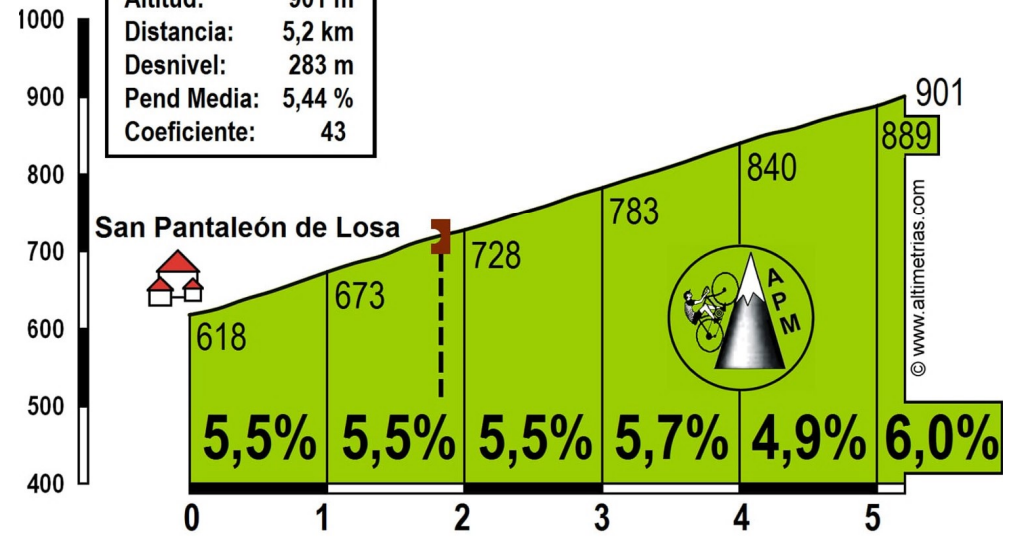 Altitud: 901 m
Distancia: 5,2 km
Desnivel: 283 m
Pend Media: 5,44 %
Coeficiente: 43
1000
900
800
700
600
500
400
San Pantaleón de Losa
618
673
728
783
840
889
901
APM
© www.altimetrias.com
5,5% 5,5% 5,5% 5,7% 4,9% 6,0%
0 1 2 3 4 5